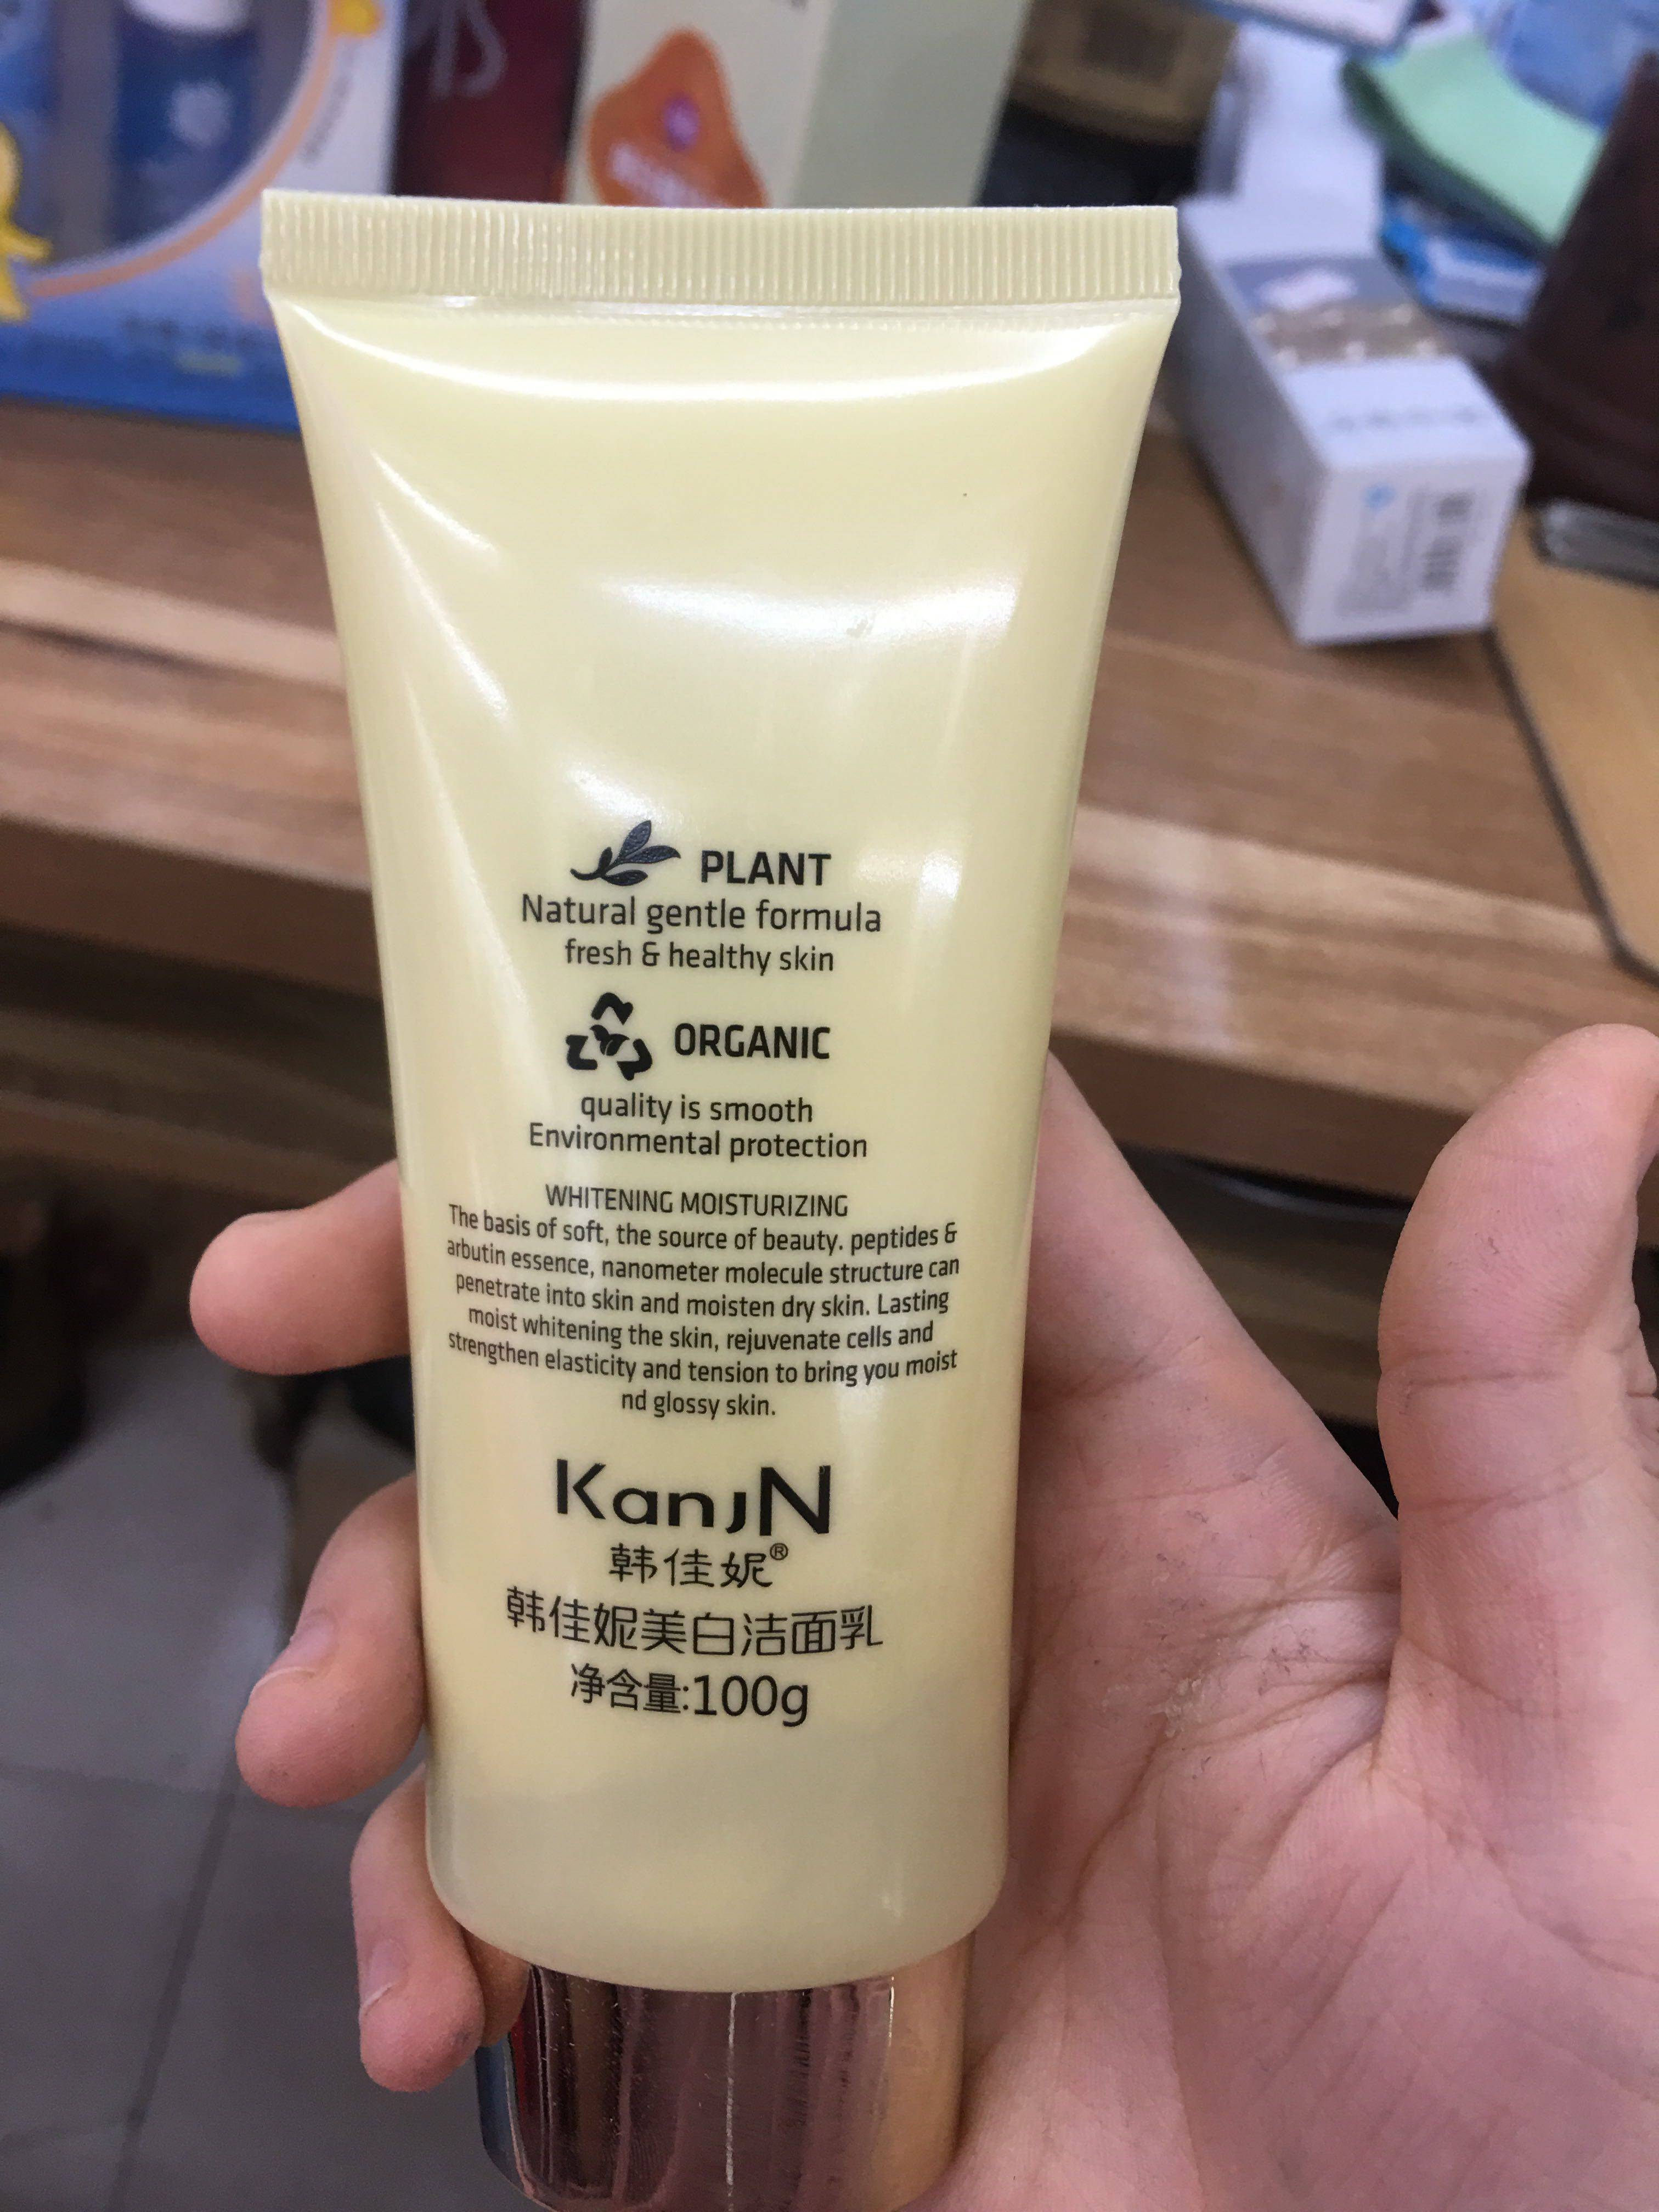 PLANT
Natural gentle formula
fresh & healthy skin
ORGANIC
quality is smooth
Environmental protection
WHITENING MOISTURIZING
The basis of soft, the source of beauty. peptides &
arbutin essence, nanometer molecule structure can
penetrate into skin and moisten dry skin. Lasting
moist whitening the skin, rejuvenate cells and
strengthen elasticity and tension to bring you moist
nd glossy skin.
KanJN
韩佳妮®
韩佳妮美白洁面乳
净含量:100g